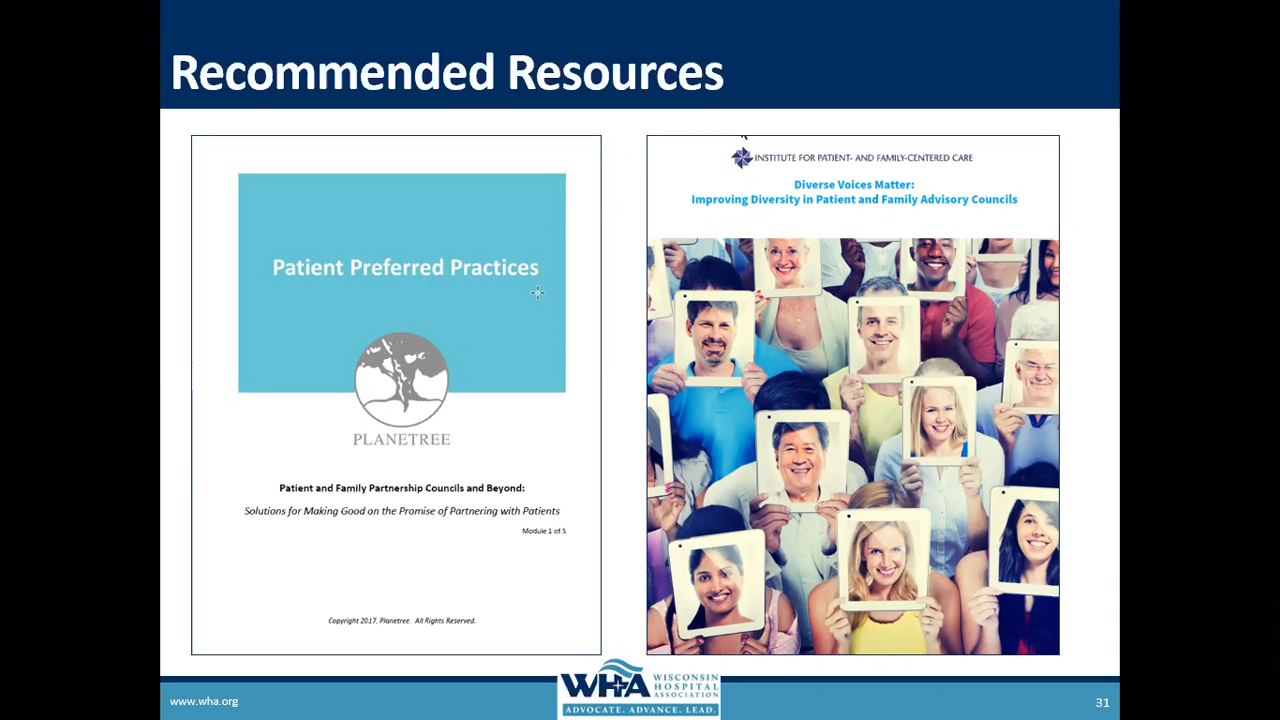 Recommended Resources
Patient Preferred Practices
PLANETREE
Patient and Family Partnership Councils and Beyond:
Solutions for Making Good on the Promise of Partnering with Patients
Module 1 of 5
Copyright 2017, Planetree. All Rights Reserved.
INSTITUTE FOR PATIENT- AND FAMILY-CENTERED CARE
Diverse Voices Matter:
Improving Diversity in Patient and Family Advisory Councils
www.wha.org
WHA
WISCONSIN
HOSPITAL
ASSOCIATION
ADVOCATE. ADVANCE. LEAD.
31